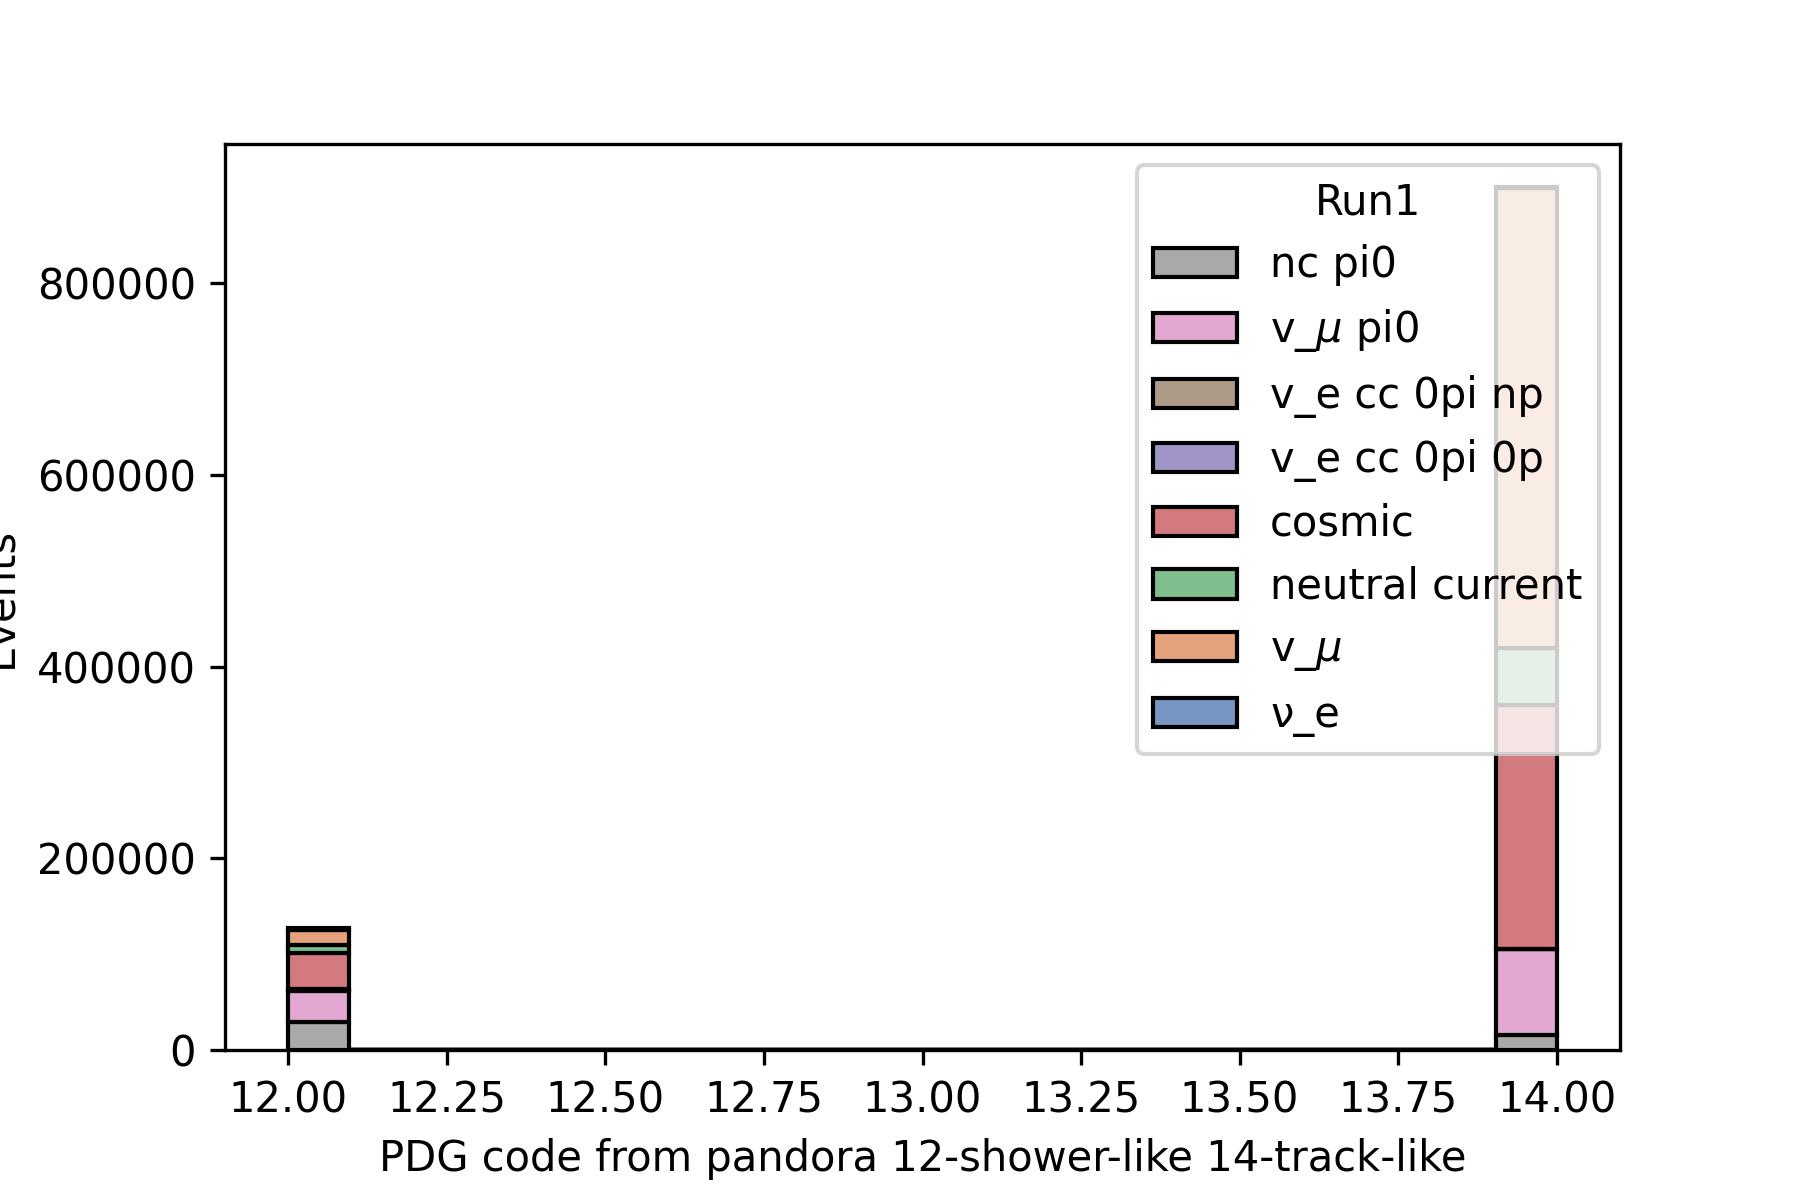 Run1
nc pi0
v_μ pi0
v_e cc 0pi np
v_e cc 0pi 0p
cosmic
neutral current
v_μ
ν_e
800000
600000
400000
200000
0
Events
12.00 12.25 12.50 12.75 13.00 13.25 13.50 13.75 14.00
PDG code from pandora 12-shower-like 14-track-like